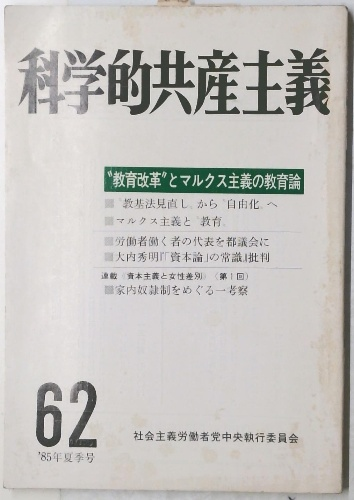 科学的共産主義
〝教育改革〟とマルクス主義の教育論
■〝教基法見直し〟から〝自由化〟へ
■マルクス主義と〝教育〟
■労働者働く者の代表を都議会に
■大内秀明『「資本論」の常識』批判
連載〈資本主義と女性差別〉(第1回)
■家内奴隷制をめぐる一考察
62
'85年夏季号
社会主義労働者党中央執行委員会